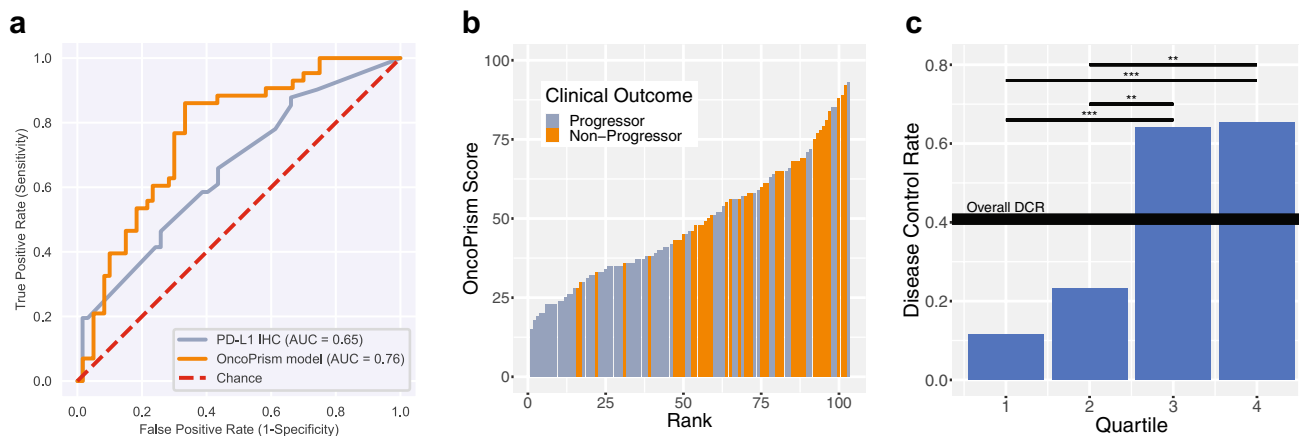 a
1.0
0.8
0.6
0.4
0.2
0.0
True Positive Rate (Sensitivity)
PD-L1 IHC (AUC = 0.65)
OncoPrism model (AUC = 0.76)
Chance
0.0 0.2 0.4 0.6 0.8 1.0
False Positive Rate (1-Specificity)
b
100
75
50
25
0
OncoPrism Score
Clinical Outcome
Progressor
Non−Progressor
0 25 50 75 100
Rank
c
0.8
0.6
0.4
0.2
0.0
Disease Control Rate
**
***
**
***
Overall DCR
1 2 3 4
Quartile